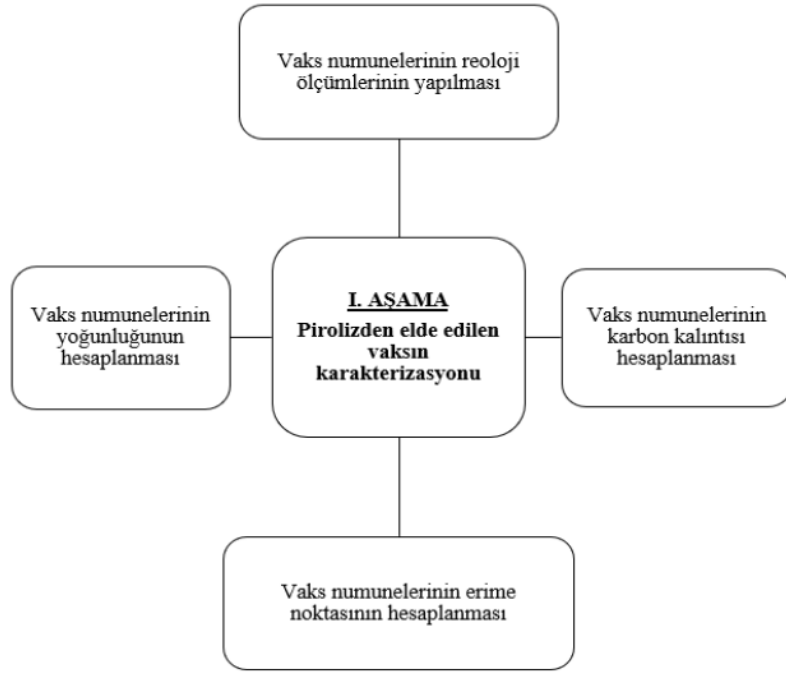 Vaks numunelerinin reoloji
ölçümlerinin yapılması
Vaks numunelerinin
yoğunluğunun
hesaplanması
I. AŞAMA
Pirolizden elde edilen
vaksın
karakterizasyonu
Vaks numunelerinin
karbon kalıntısı
hesaplanması
Vaks numunelerinin erime
noktasının hesaplanması